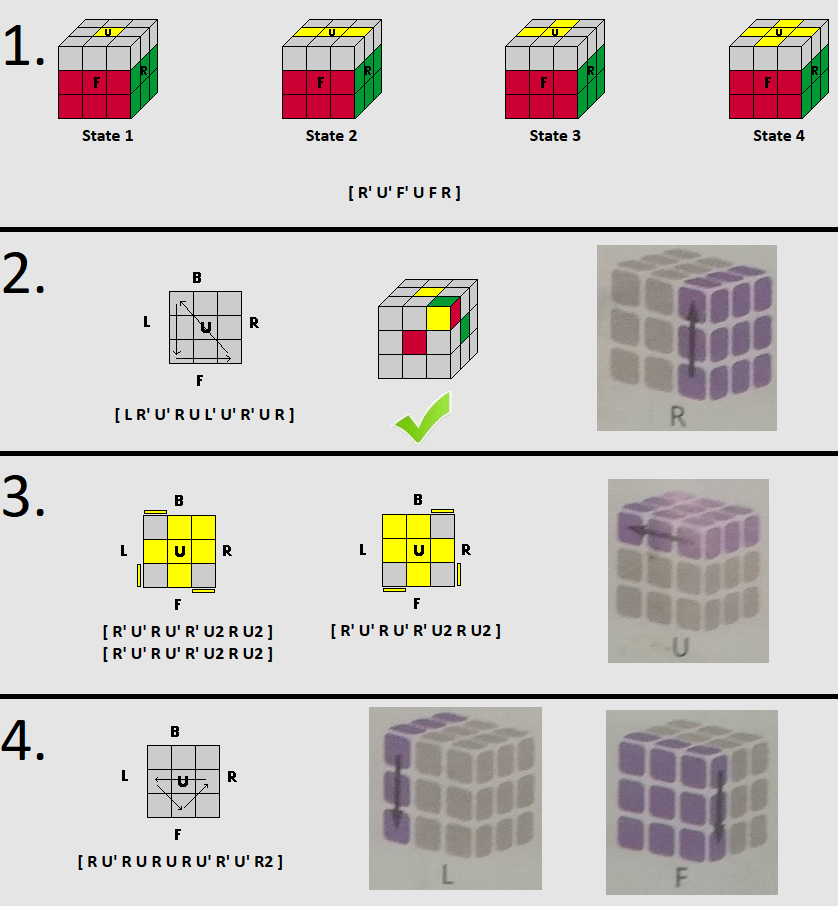 1.
U
F
R
State 1
U
F
R
State 2
U
F
R
State 3
U
F
R
State 4
[ R' U' F' U F R ]
2.
B
L
U
R
F
[ L R' U' R U L' U' R' U R ]
R
3.
B
L
U
R
F
[ R' U' R U' R' U2 R U2 ]
[ R' U' R U' R' U2 R U2 ]
B
L
U
R
F
[ R' U' R U' R' U2 R U2 ]
U
4.
B
L
U
R
F
[ R U' R U R U R U' R' U' R2 ]
L
F